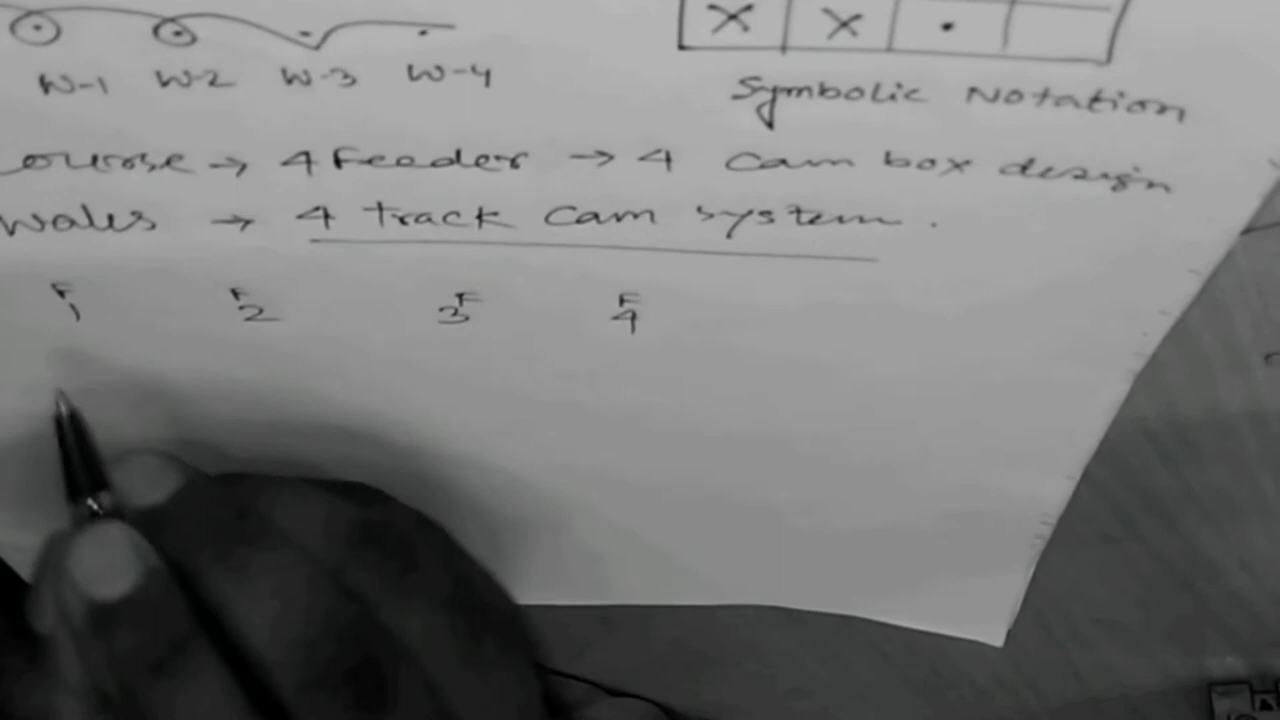 X X •
W-1 W-2 W-3 W-4
Symbolic Notation
Course → 4 Feeder → 4 Cam box design
Wales → 4 track Cam system.
F1 F2 F3 F4